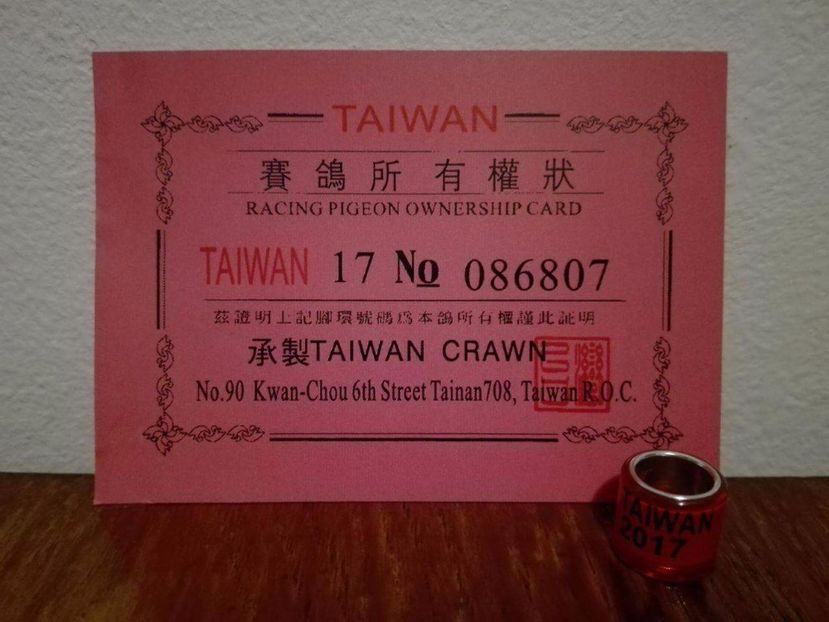 TAIWAN
賽鴿所有權狀
RACING PIGEON OWNERSHIP CARD
TAIWAN 17 No 086807
茲證明上記腳環號碼爲本鴿所有權謹此証明
承製TAIWAN CRAWN
No.90 Kwan-Chou 6th Street Tainan708, Taiwan R.O.C.
TAIWAN
2017